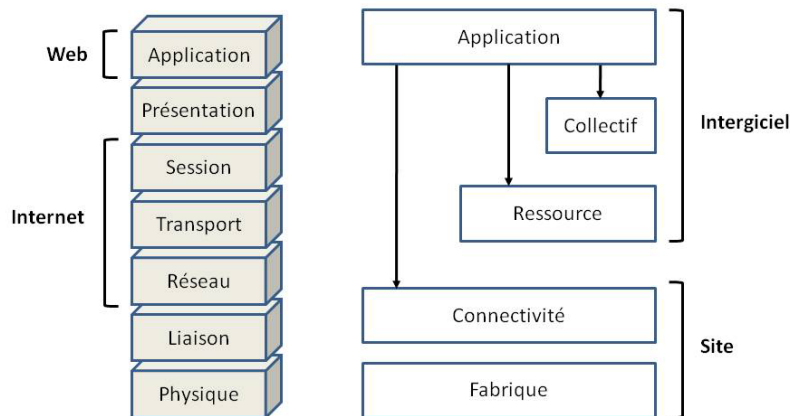 Web
Application
Présentation
Session
Internet
Transport
Réseau
Liaison
Physique
Application
Collectif
Intergiciel
Ressource
Connectivité
Site
Fabrique